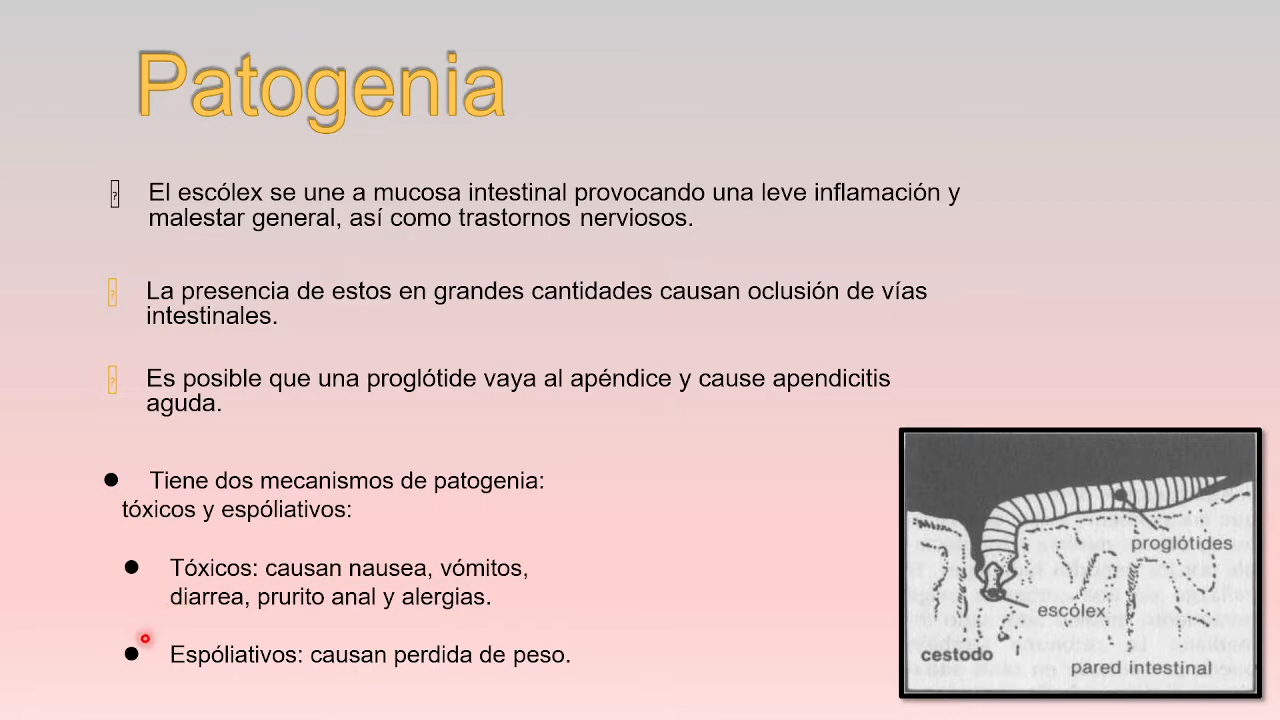 Patogenia
El escólex se une a mucosa intestinal provocando una leve inflamación y
malestar general, así como trastornos nerviosos.
La presencia de estos en grandes cantidades causan oclusión de vías
intestinales.
Es posible que una proglótide vaya al apéndice y cause apendicitis
aguda.
Tiene dos mecanismos de patogenia:
tóxicos y espóliativos:
Tóxicos: causan nausea, vómitos,
diarrea, prurito anal y alergias.
Espóliativos: causan perdida de peso.
proglótides
escólex
cestodo
pared intestinal